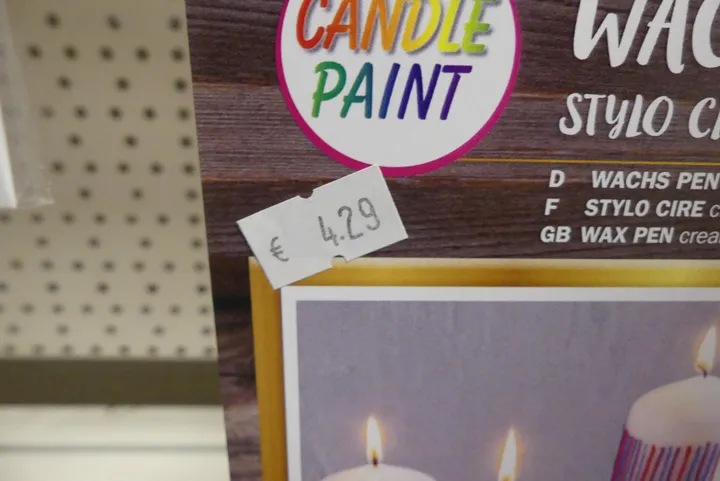 CANDLE
PAINT
STYLO
D WACHS PEN
F STYLO CIRE
GB WAX PEN
€ 4.29